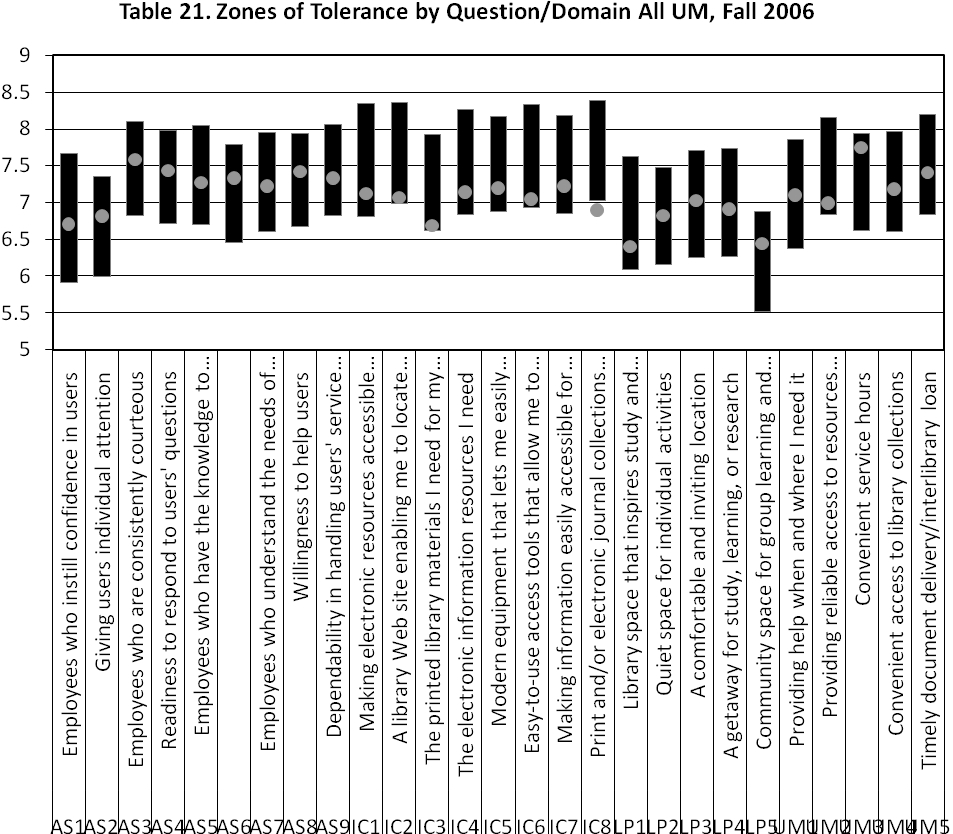 Table 21. Zones of Tolerance by Question/Domain All UM, Fall 2006
9
8.5
8
7.5
7
6.5
6
5.5
5
Employees who instill confidence in users
Giving users individual attention
Employees who are consistently courteous
Readiness to respond to users' questions
Employees who have the knowledge to…
Employees who understand the needs of…
Willingness to help users
Dependability in handling users' service…
Making electronic resources accessible…
A library Web site enabling me to locate…
The printed library materials I need for my…
The electronic information resources I need
Modern equipment that lets me easily…
Easy-to-use access tools that allow me to…
Making information easily accessible for…
Print and/or electronic journal collections…
Library space that inspires study and…
Quiet space for individual activities
A comfortable and inviting location
A getaway for study, learning, or research
Community space for group learning and…
Providing help when and where I need it
Providing reliable access to resources…
Convenient service hours
Convenient access to library collections
Timely document delivery/interlibrary loan
AS1 AS2 AS3 AS4 AS5 AS6 AS7 AS8 AS9 IC1 IC2 IC3 IC4 IC5 IC6 IC7 IC8 LP1 LP2 LP3 LP4 LP5 UM1 UM2 UM3 UM4 UM5